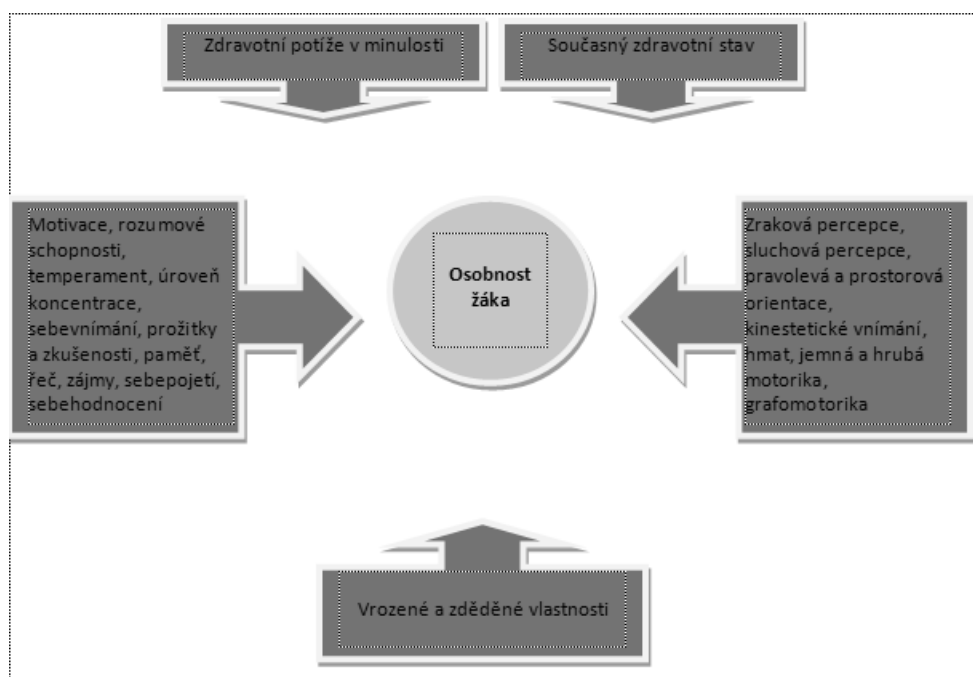 Zdravotní potíže v minulosti
Současný zdravotní stav
Motivace, rozumové
schopnosti,
temperament, úroveň
koncentrace,
sebevnímání, prožitky
a zkušenosti, paměť,
řeč, zájmy, sebepojetí,
sebehodnocení
Osobnost
žáka
Zraková percepce,
sluchová percepce,
pravolevá a prostorová
orientace,
kinestetické vnímání,
hmat, jemná a hrubá
motorika,
grafomotorika
Vrozené a zděděné vlastnosti